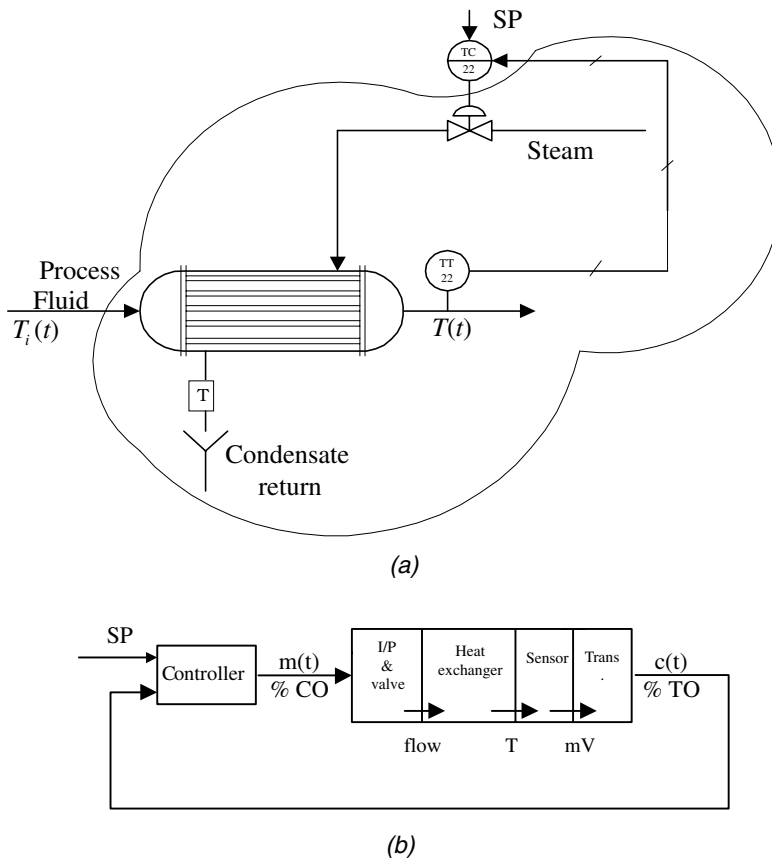 SP
TC
22
Steam
TT
22
Process
Fluid
T_i(t)
T(t)
T
Condensate
return
(a)
SP
Controller
m(t)
% CO
I/P
&
valve
Heat
exchanger
Sensor
Trans
.
c(t)
% TO
flow
T
mV
(b)